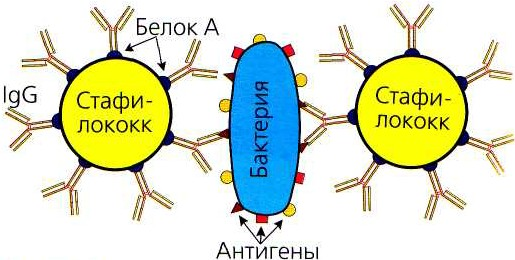 Белок А
IgG
Стафи-
лококк
Бактерия
Стафи-
лококк
Антигены